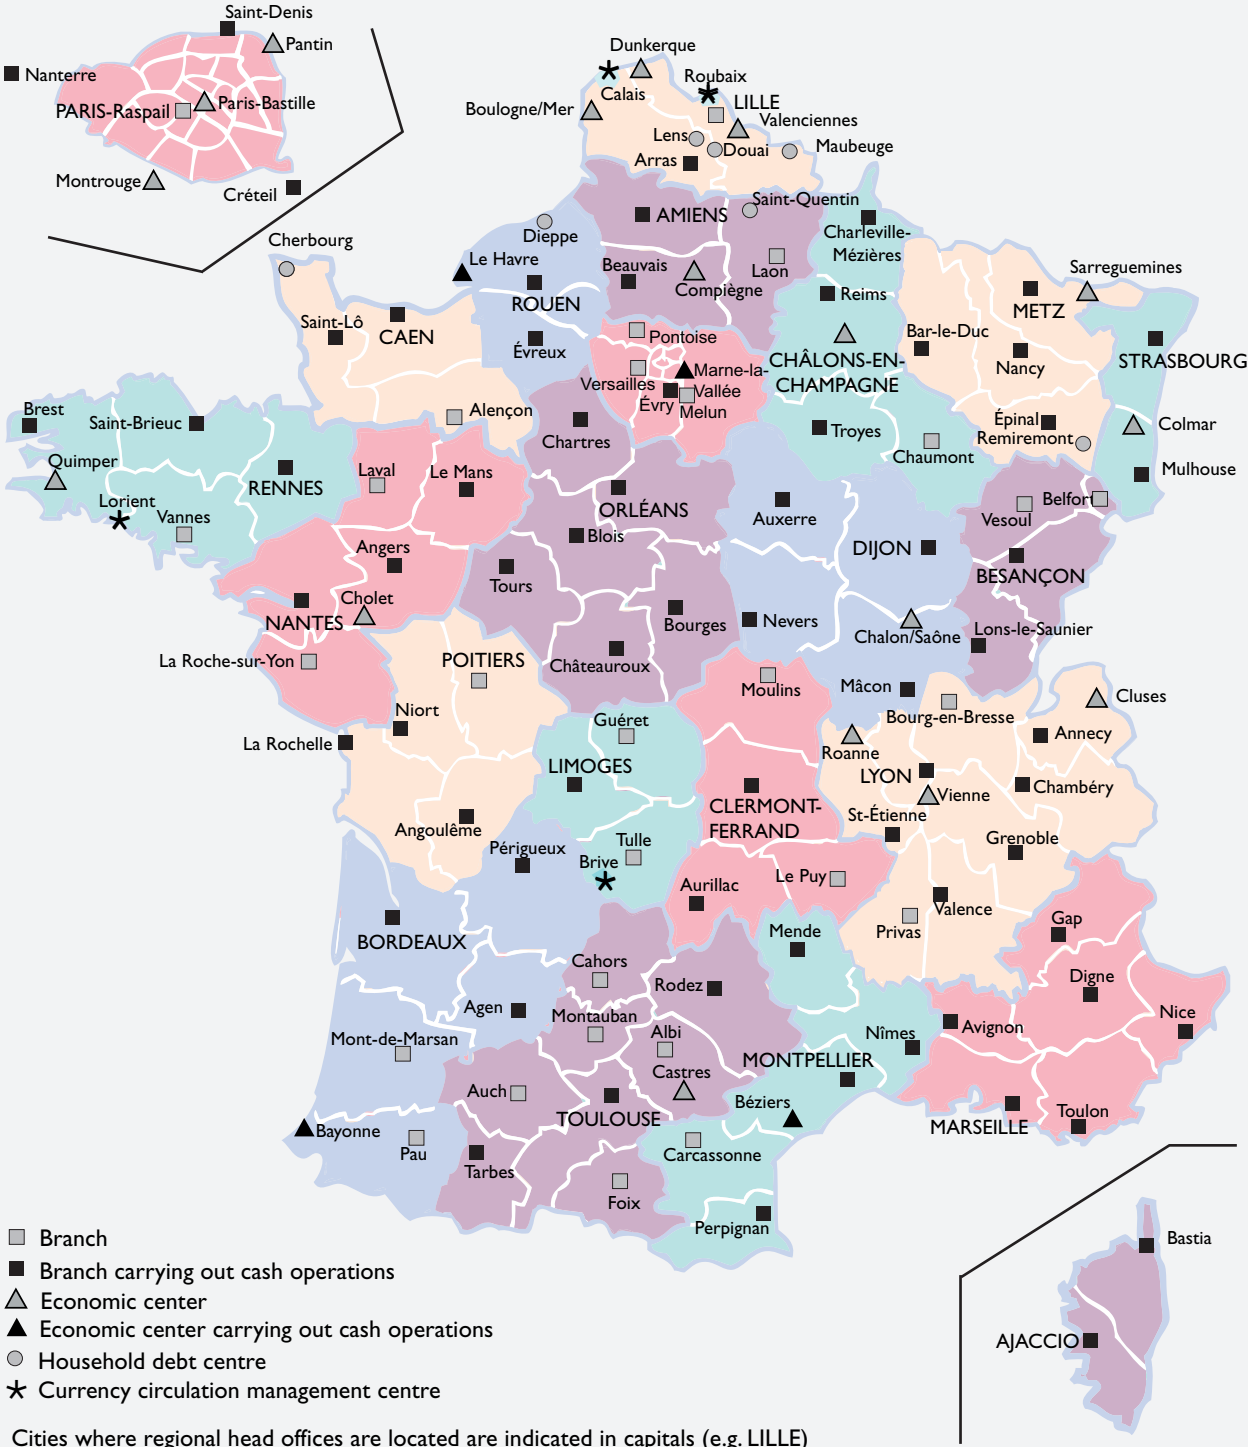 Saint-Denis
Pantin
Nanterre
PARIS-Raspail
Paris-Bastille
Montrouge
Créteil
Dunkerque
Calais
Roubaix
LILLE
Boulogne/Mer
Valenciennes
Lens
Douai
Maubeuge
Arras
Cherbourg
Dieppe
AMIENS
Saint-Quentin
Charleville-
Mézières
Le Havre
ROUEN
Beauvais
Compiègne
Laon
Reims
Sarreguemines
METZ
Saint-Lô
CAEN
Évreux
Pontoise
Versailles
Marne-la-
Vallée
Évry
Melun
CHÂLONS-EN-
CHAMPAGNE
Bar-le-Duc
Nancy
STRASBOURG
Brest
Saint-Brieuc
Alençon
Chartres
Troyes
Chaumont
Épinal
Remiremont
Colmar
Quimper
RENNES
Laval
Le Mans
Mulhouse
Lorient
Vannes
ORLÉANS
Auxerre
Vesoul
Belfort
Angers
Blois
DIJON
BESANÇON
Cholet
NANTES
Tours
Bourges
Nevers
Chalon/Saône
Lons-le-Saunier
La Roche-sur-Yon
POITIERS
Châteauroux
Moulins
Mâcon
Bourg-en-Bresse
Cluses
Niort
La Rochelle
Guéret
Roanne
Annecy
LIMOGES
LYON
Vienne
Chambéry
Angoulême
CLERMONT-
FERRAND
St-Étienne
Grenoble
Périgueux
Brive
Tulle
Aurillac
Le Puy
Valence
Privas
BORDEAUX
Mende
Gap
Cahors
Rodez
Digne
Agen
Montauban
Mont-de-Marsan
Albi
Nîmes
Avignon
Nice
Auch
Castres
MONTPELLIER
TOULOUSE
Béziers
MARSEILLE
Toulon
Bayonne
Pau
Tarbes
Carcassonne
Foix
Perpignan
Bastia
AJACCIO
Branch
Branch carrying out cash operations
Economic center
Economic center carrying out cash operations
Household debt centre
Currency circulation management centre
Cities where regional head offices are located are indicated in capitals (e.g. LILLE)